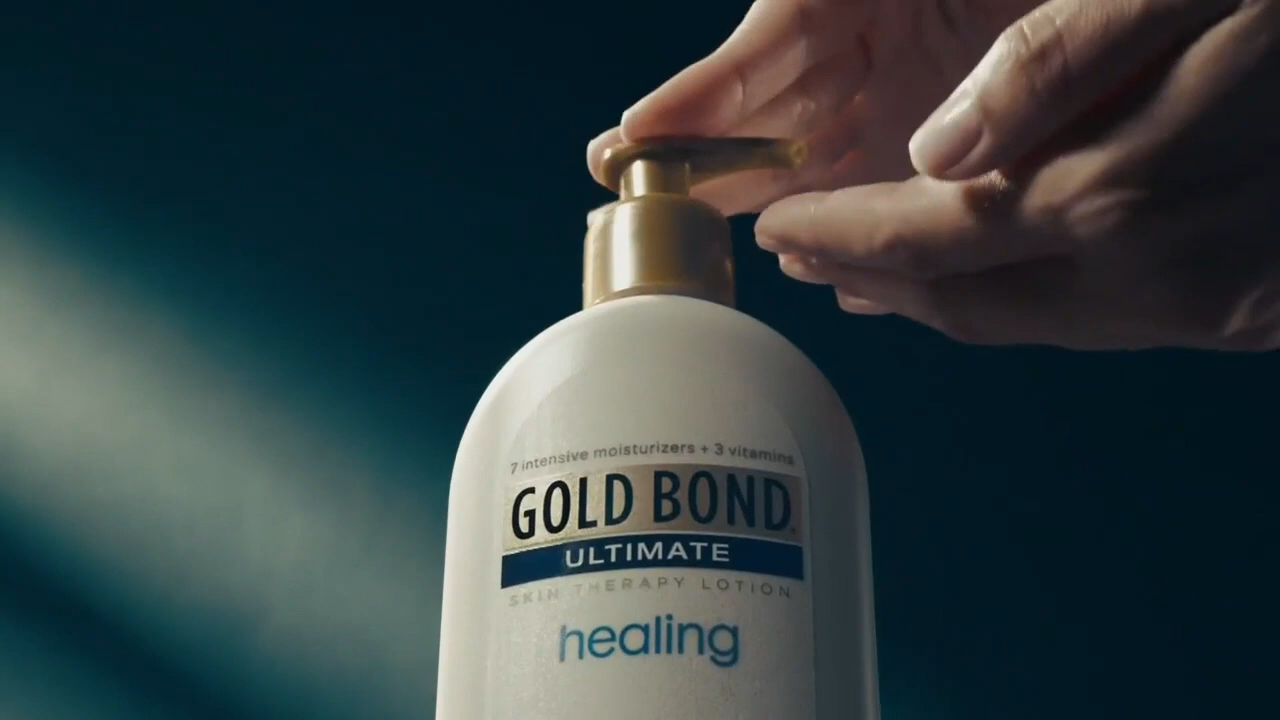 7 intensive moisturizers + 3 vitamins
GOLD BOND
ULTIMATE
SKIN THERAPY LOTION
healing